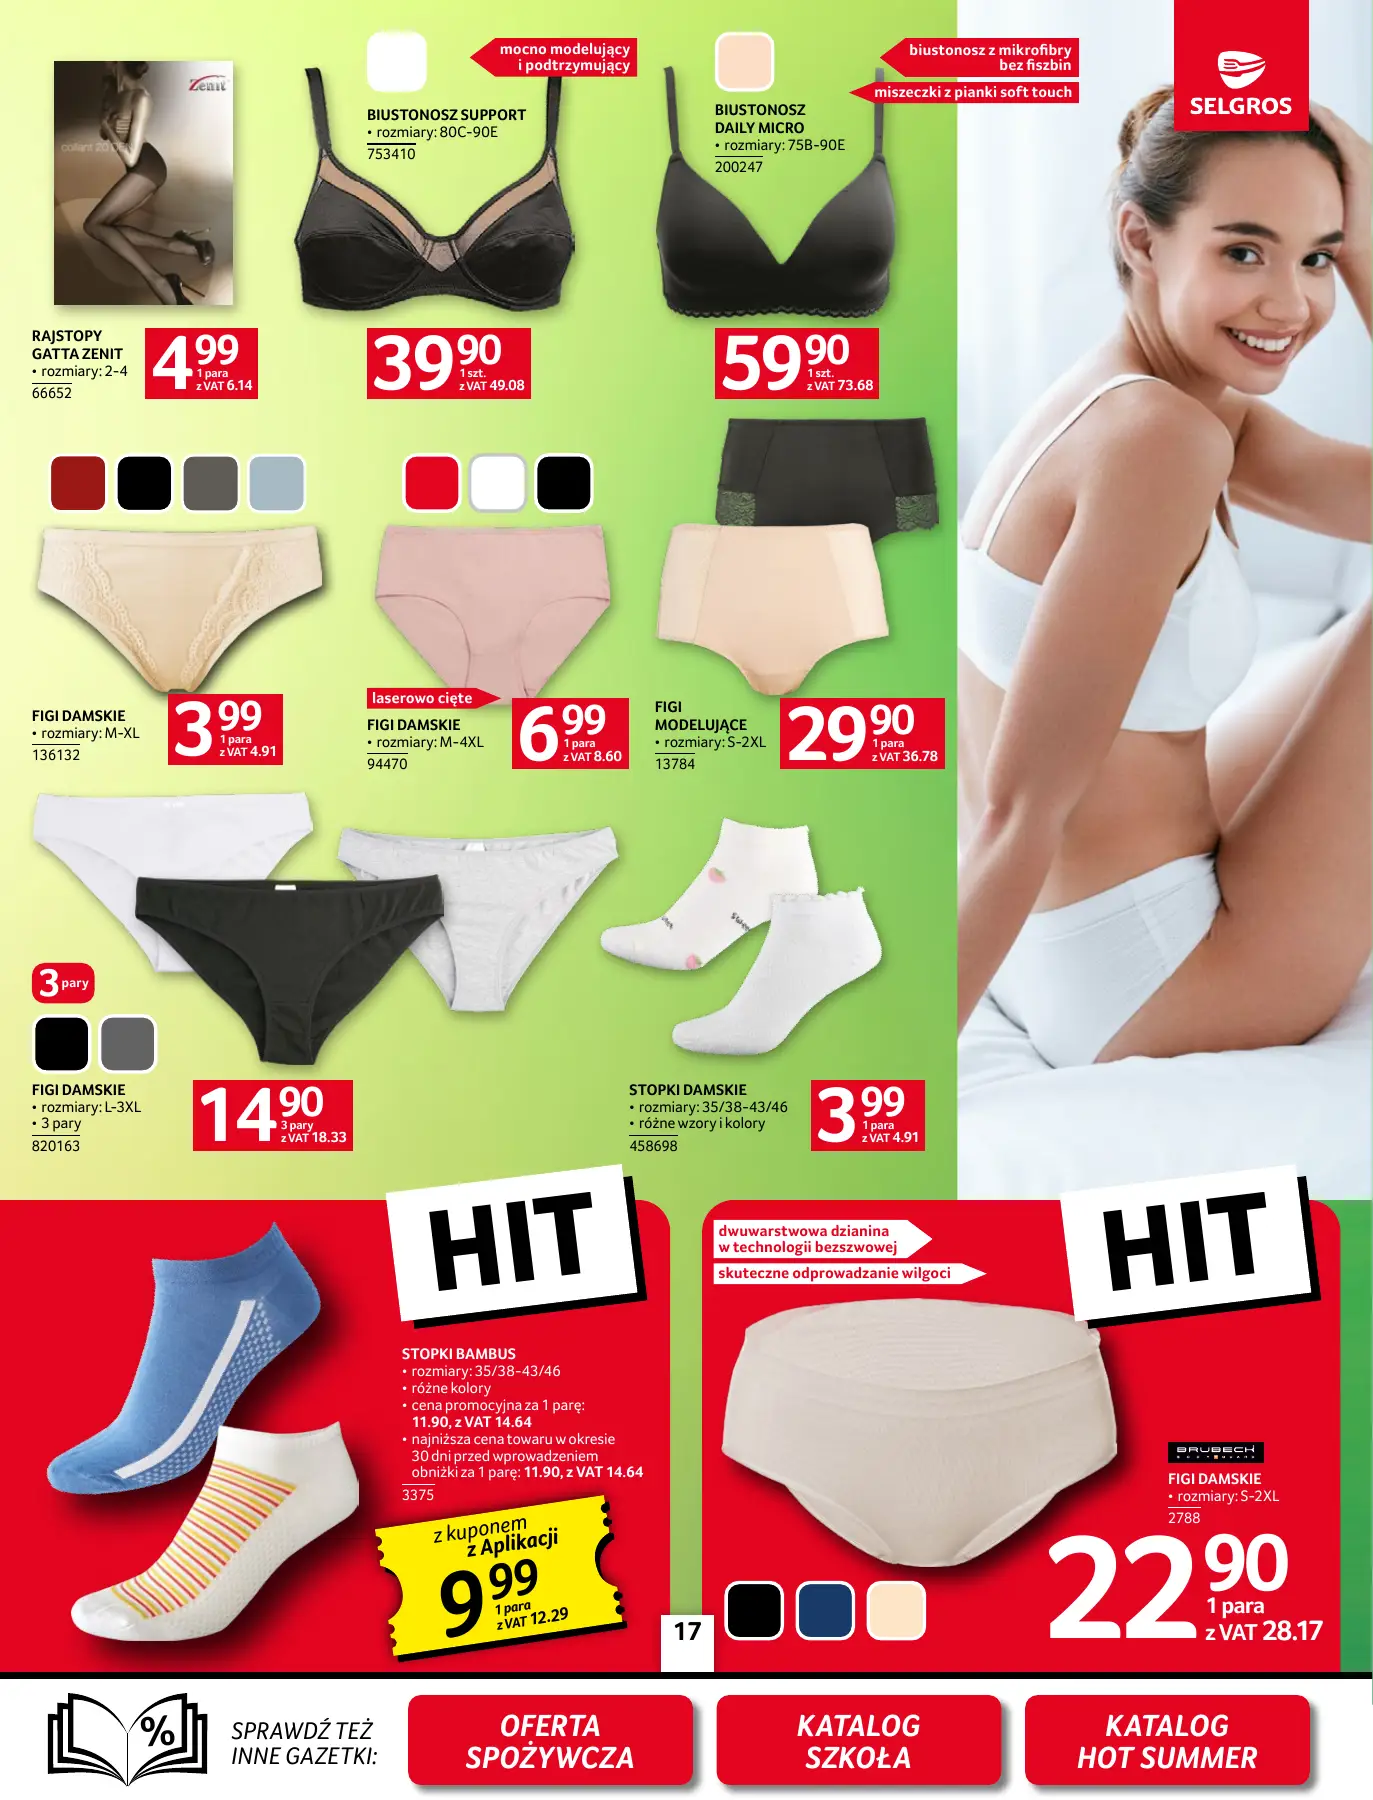 SELGROS
Zenit
collant 20 DEN
RAJSTOPY
GATTA ZENIT
• rozmiary: 2-4
66652
4 99
1 para
z VAT 6.14
mocno modelujący
i podtrzymujący
BIUSTONOSZ SUPPORT
• rozmiary: 80C-90E
753410
39 90
1 szt.
z VAT 49.08
biustonosz z mikrofibry
bez fiszbin
miseczki z pianki soft touch
BIUSTONOSZ
DAILY MICRO
• rozmiary: 75B-90E
200247
59 90
1 szt.
z VAT 73.68
FIGI DAMSKIE
• rozmiary: M-XL
136132
3 99
1 para
z VAT 4.91
laserowo cięte
FIGI DAMSKIE
• rozmiary: M-4XL
94470
6 99
1 para
z VAT 8.60
FIGI
MODELUJĄCE
• rozmiary: S-2XL
13784
29 90
1 para
z VAT 36.78
3 pary
FIGI DAMSKIE
• rozmiary: L-3XL
• 3 pary
820163
14 90
3 pary
z VAT 18.33
STOPKI DAMSKIE
• rozmiary: 35/38-43/46
• różne wzory i kolory
458698
3 99
1 para
z VAT 4.91
HIT
STOPKI BAMBUS
• rozmiary: 35/38-43/46
• różne kolory
• cena promocyjna za 1 parę:
11.90, z VAT 14.64
• najniższa cena towaru w okresie
30 dni przed wprowadzeniem
obniżki za 1 parę: 11.90, z VAT 14.64
3375
z kuponem
z Aplikacji
9 99
1 para
z VAT 12.29
HIT
dwuwarstwowa dzianina
w technologii bezszwowej
skuteczne odprowadzanie wilgoci
BRUBECK
BODY GUARD
FIGI DAMSKIE
• rozmiary: S-2XL
2788
22 90
1 para
z VAT 28.17
17
%
SPRAWDŹ TEŻ
INNE GAZETKI:
OFERTA
SPOŻYWCZA
KATALOG
SZKOŁA
KATALOG
HOT SUMMER